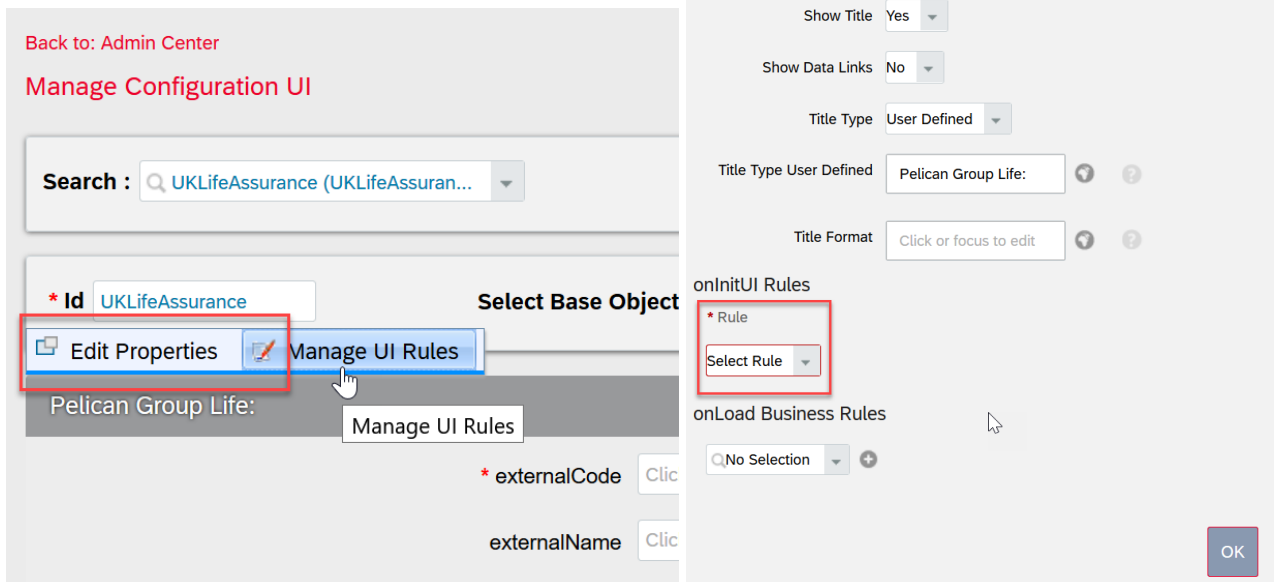 Back to: Admin Center
Manage Configuration UI
Search :
UKLifeAssurance (UKLifeAssuran...
* Id
UKLifeAssurance
Select Base Object
Edit Properties
Manage UI Rules
Pelican Group Life:
Manage UI Rules
* externalCode
Clic
externalName
Clic
Show Title
Yes
Show Data Links
No
Title Type
User Defined
Title Type User Defined
Pelican Group Life:
Title Format
Click or focus to edit
onInitUI Rules
* Rule
Select Rule
onLoad Business Rules
No Selection
OK